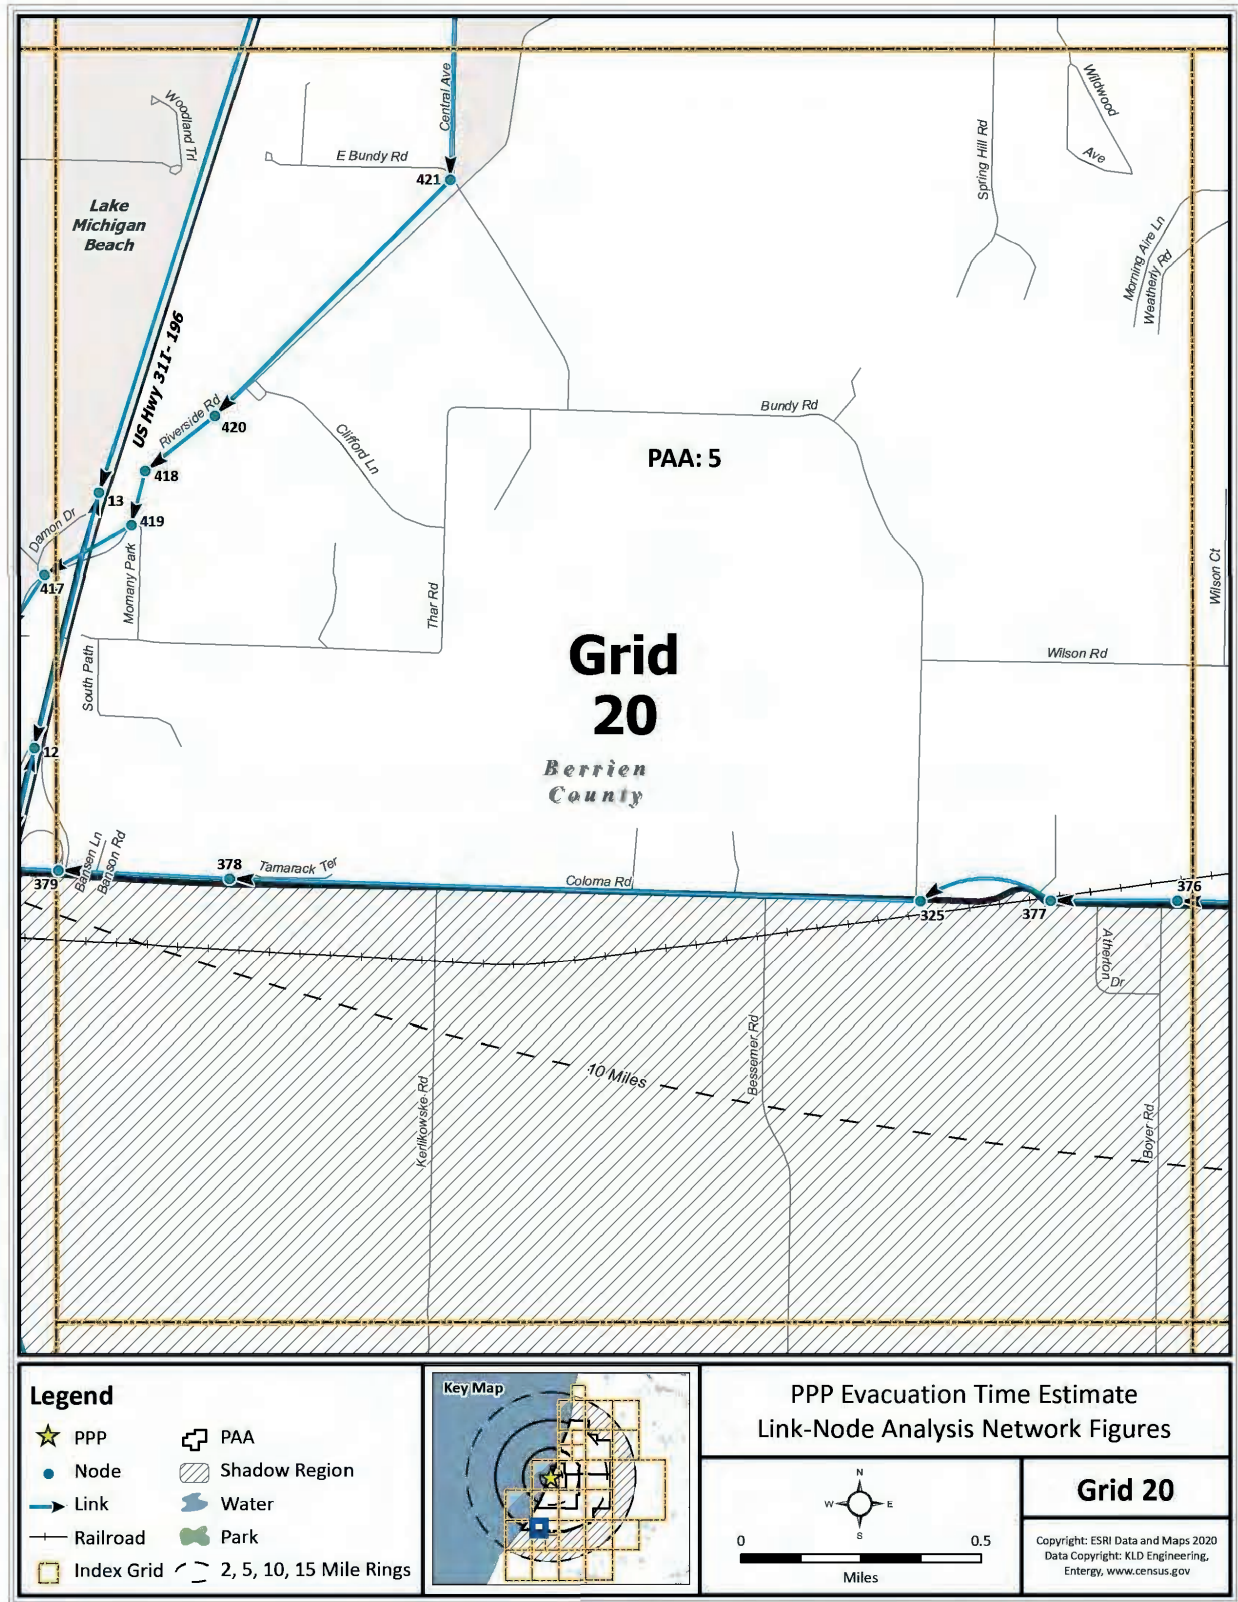 Woodland Trl
Central Ave
E Bundy Rd
421
Spring Hill Rd
Wildwood
Ave
Morning Aire Ln
Weatherly Rd
Lake
Michigan
Beach
US Hwy 31I-196
Riverside Rd
420
Clifford Ln
418
13
419
Damon Dr
417
Momany Park
Bundy Rd
PAA: 5
Thar Rd
Wilson Ct
Wilson Rd
South Path
12
Grid
20
Berrien
County
Bansen Ln
Banson Rd
379
378
Tamarack Ter
Coloma Rd
325
377
376
Atherton
Dr
10 Miles
Kerlikowske Rd
Bessemer Rd
Boyer Rd
Legend
PPP
Node
Link
Railroad
Index Grid
PAA
Shadow Region
Water
Park
2, 5, 10, 15 Mile Rings
Key Map
PPP Evacuation Time Estimate
Link-Node Analysis Network Figures
N
W
E
S
0
0.5
Miles
Grid 20
Copyright: ESRI Data and Maps 2020
Data Copyright: KLD Engineering,
Entergy, www.census.gov